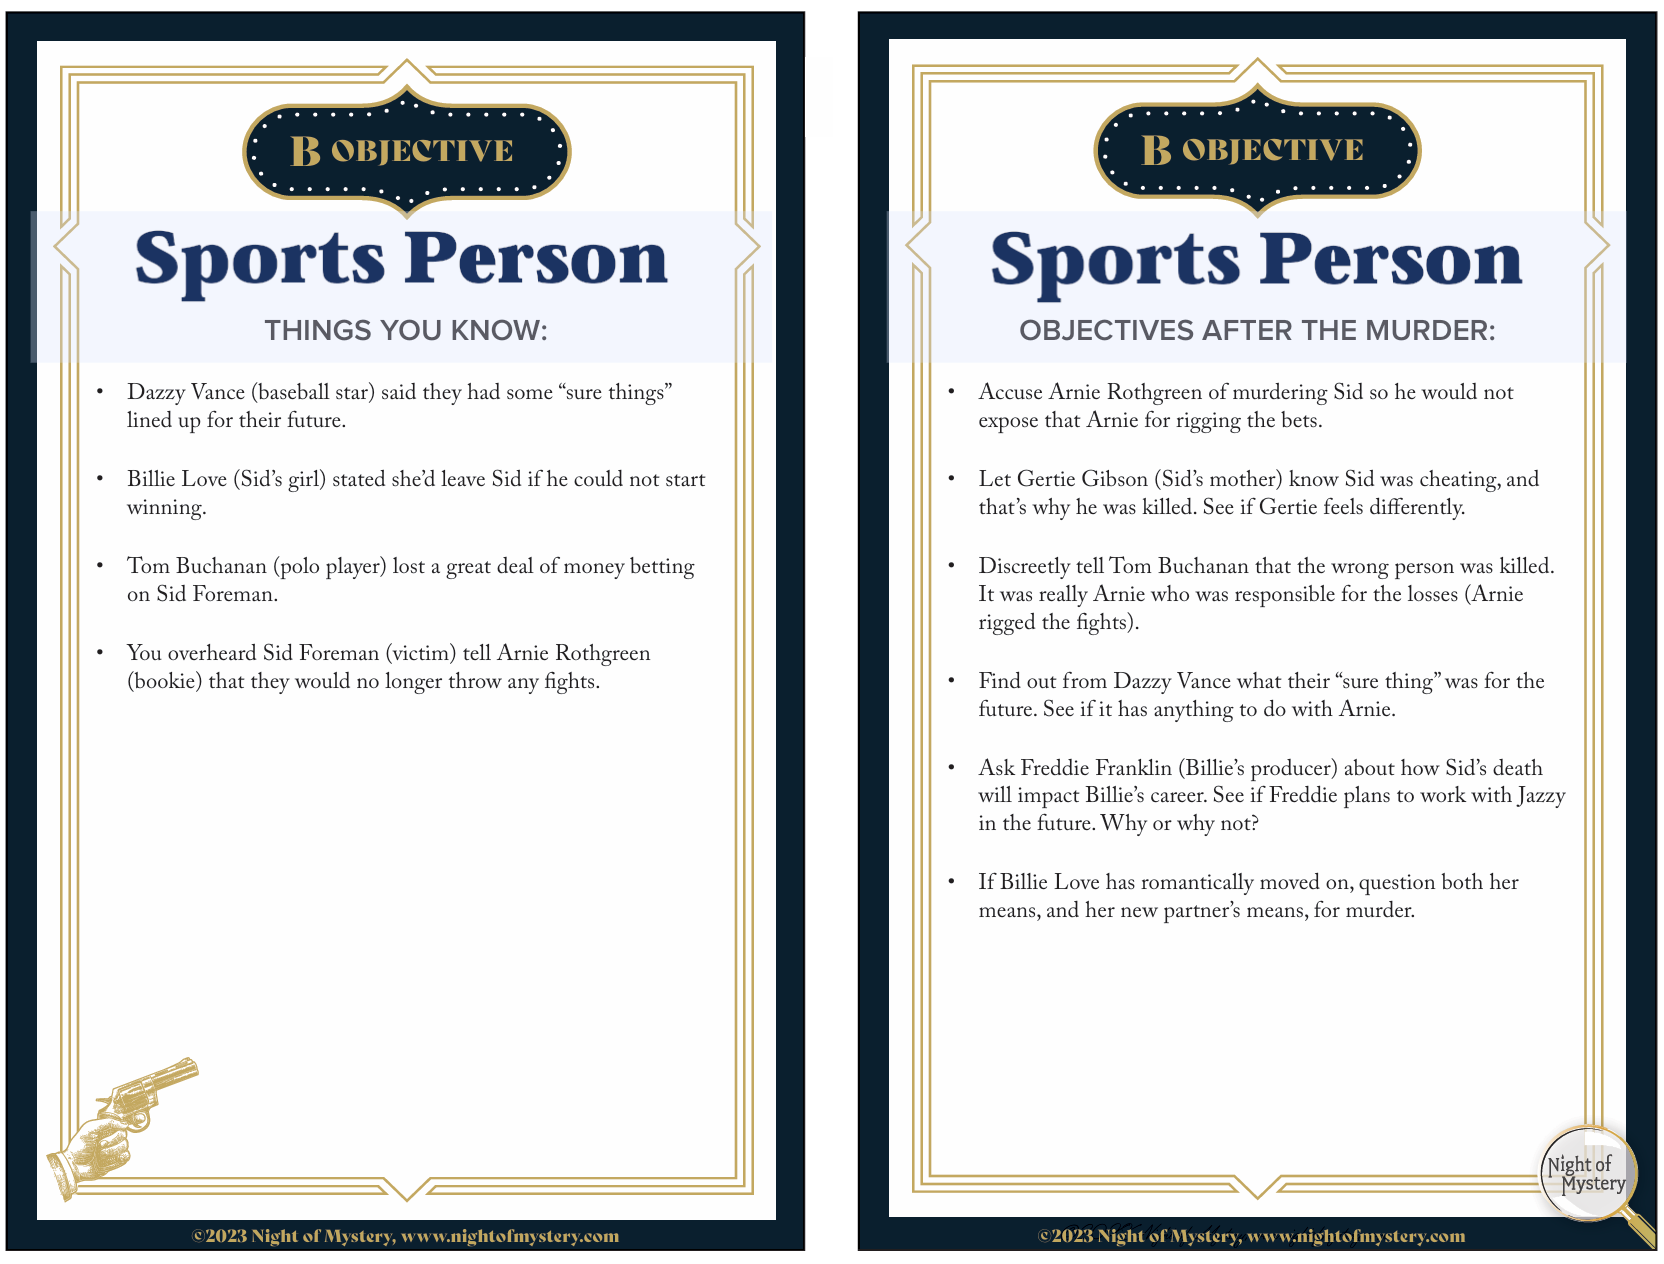 B OBJECTIVE
Sports Person
THINGS YOU KNOW:
• Dazzy Vance (baseball star) said they had some “sure things”
lined up for their future.
• Billie Love (Sid’s girl) stated she’d leave Sid if he could not start
winning.
• Tom Buchanan (polo player) lost a great deal of money betting
on Sid Foreman.
• You overheard Sid Foreman (victim) tell Arnie Rothgreen
(bookie) that they would no longer throw any fights.
©2023 Night of Mystery, www.nightofmystery.com
B OBJECTIVE
Sports Person
OBJECTIVES AFTER THE MURDER:
• Accuse Arnie Rothgreen of murdering Sid so he would not
expose that Arnie for rigging the bets.
• Let Gertie Gibson (Sid’s mother) know Sid was cheating, and
that’s why he was killed. See if Gertie feels differently.
• Discreetly tell Tom Buchanan that the wrong person was killed.
It was really Arnie who was responsible for the losses (Arnie
rigged the fights).
• Find out from Dazzy Vance what their “sure thing” was for the
future. See if it has anything to do with Arnie.
• Ask Freddie Franklin (Billie’s producer) about how Sid’s death
will impact Billie’s career. See if Freddie plans to work with Jazzy
in the future. Why or why not?
• If Billie Love has romantically moved on, question both her
means, and her new partner’s means, for murder.
Night of
Mystery
©2023 Night of Mystery, www.nightofmystery.com